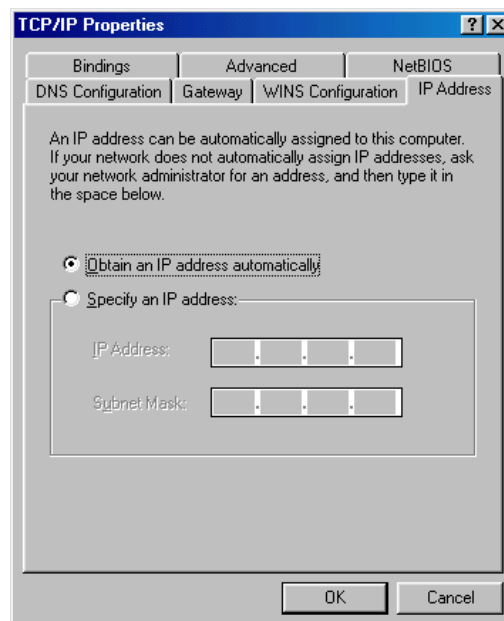 TCP/IP Properties
Bindings Advanced NetBIOS
DNS Configuration Gateway WINS Configuration IP Address
An IP address can be automatically assigned to this computer.
If your network does not automatically assign IP addresses, ask
your network administrator for an address, and then type it in
the space below.
Obtain an IP address automatically
Specify an IP address:
IP Address:
Subnet Mask:
OK Cancel